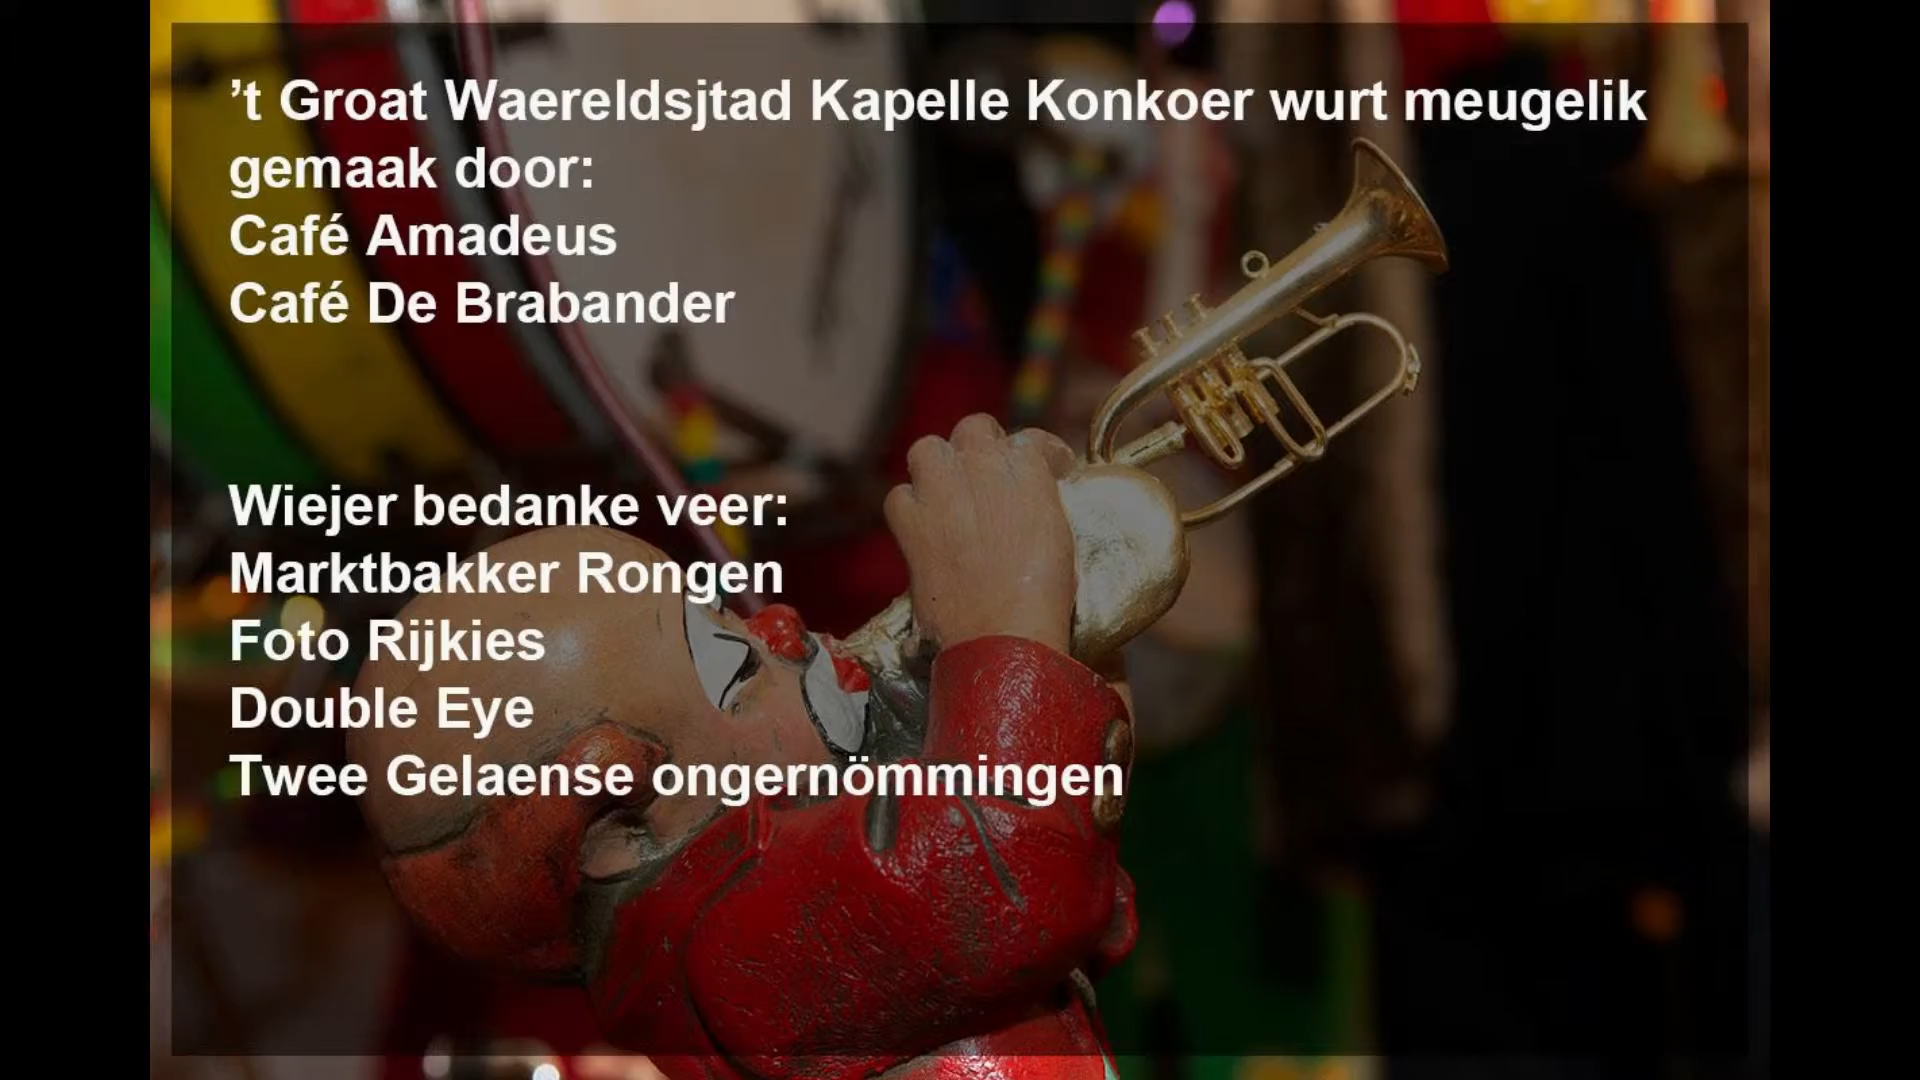 ’t Groat Waereldsjtad Kapelle Konkoer wurt meugelik
gemaak door:
Café Amadeus
Café De Brabander
Wiejer bedanke veer:
Marktbakker Rongen
Foto Rijkies
Double Eye
Twee Gelaense ongernömmingen